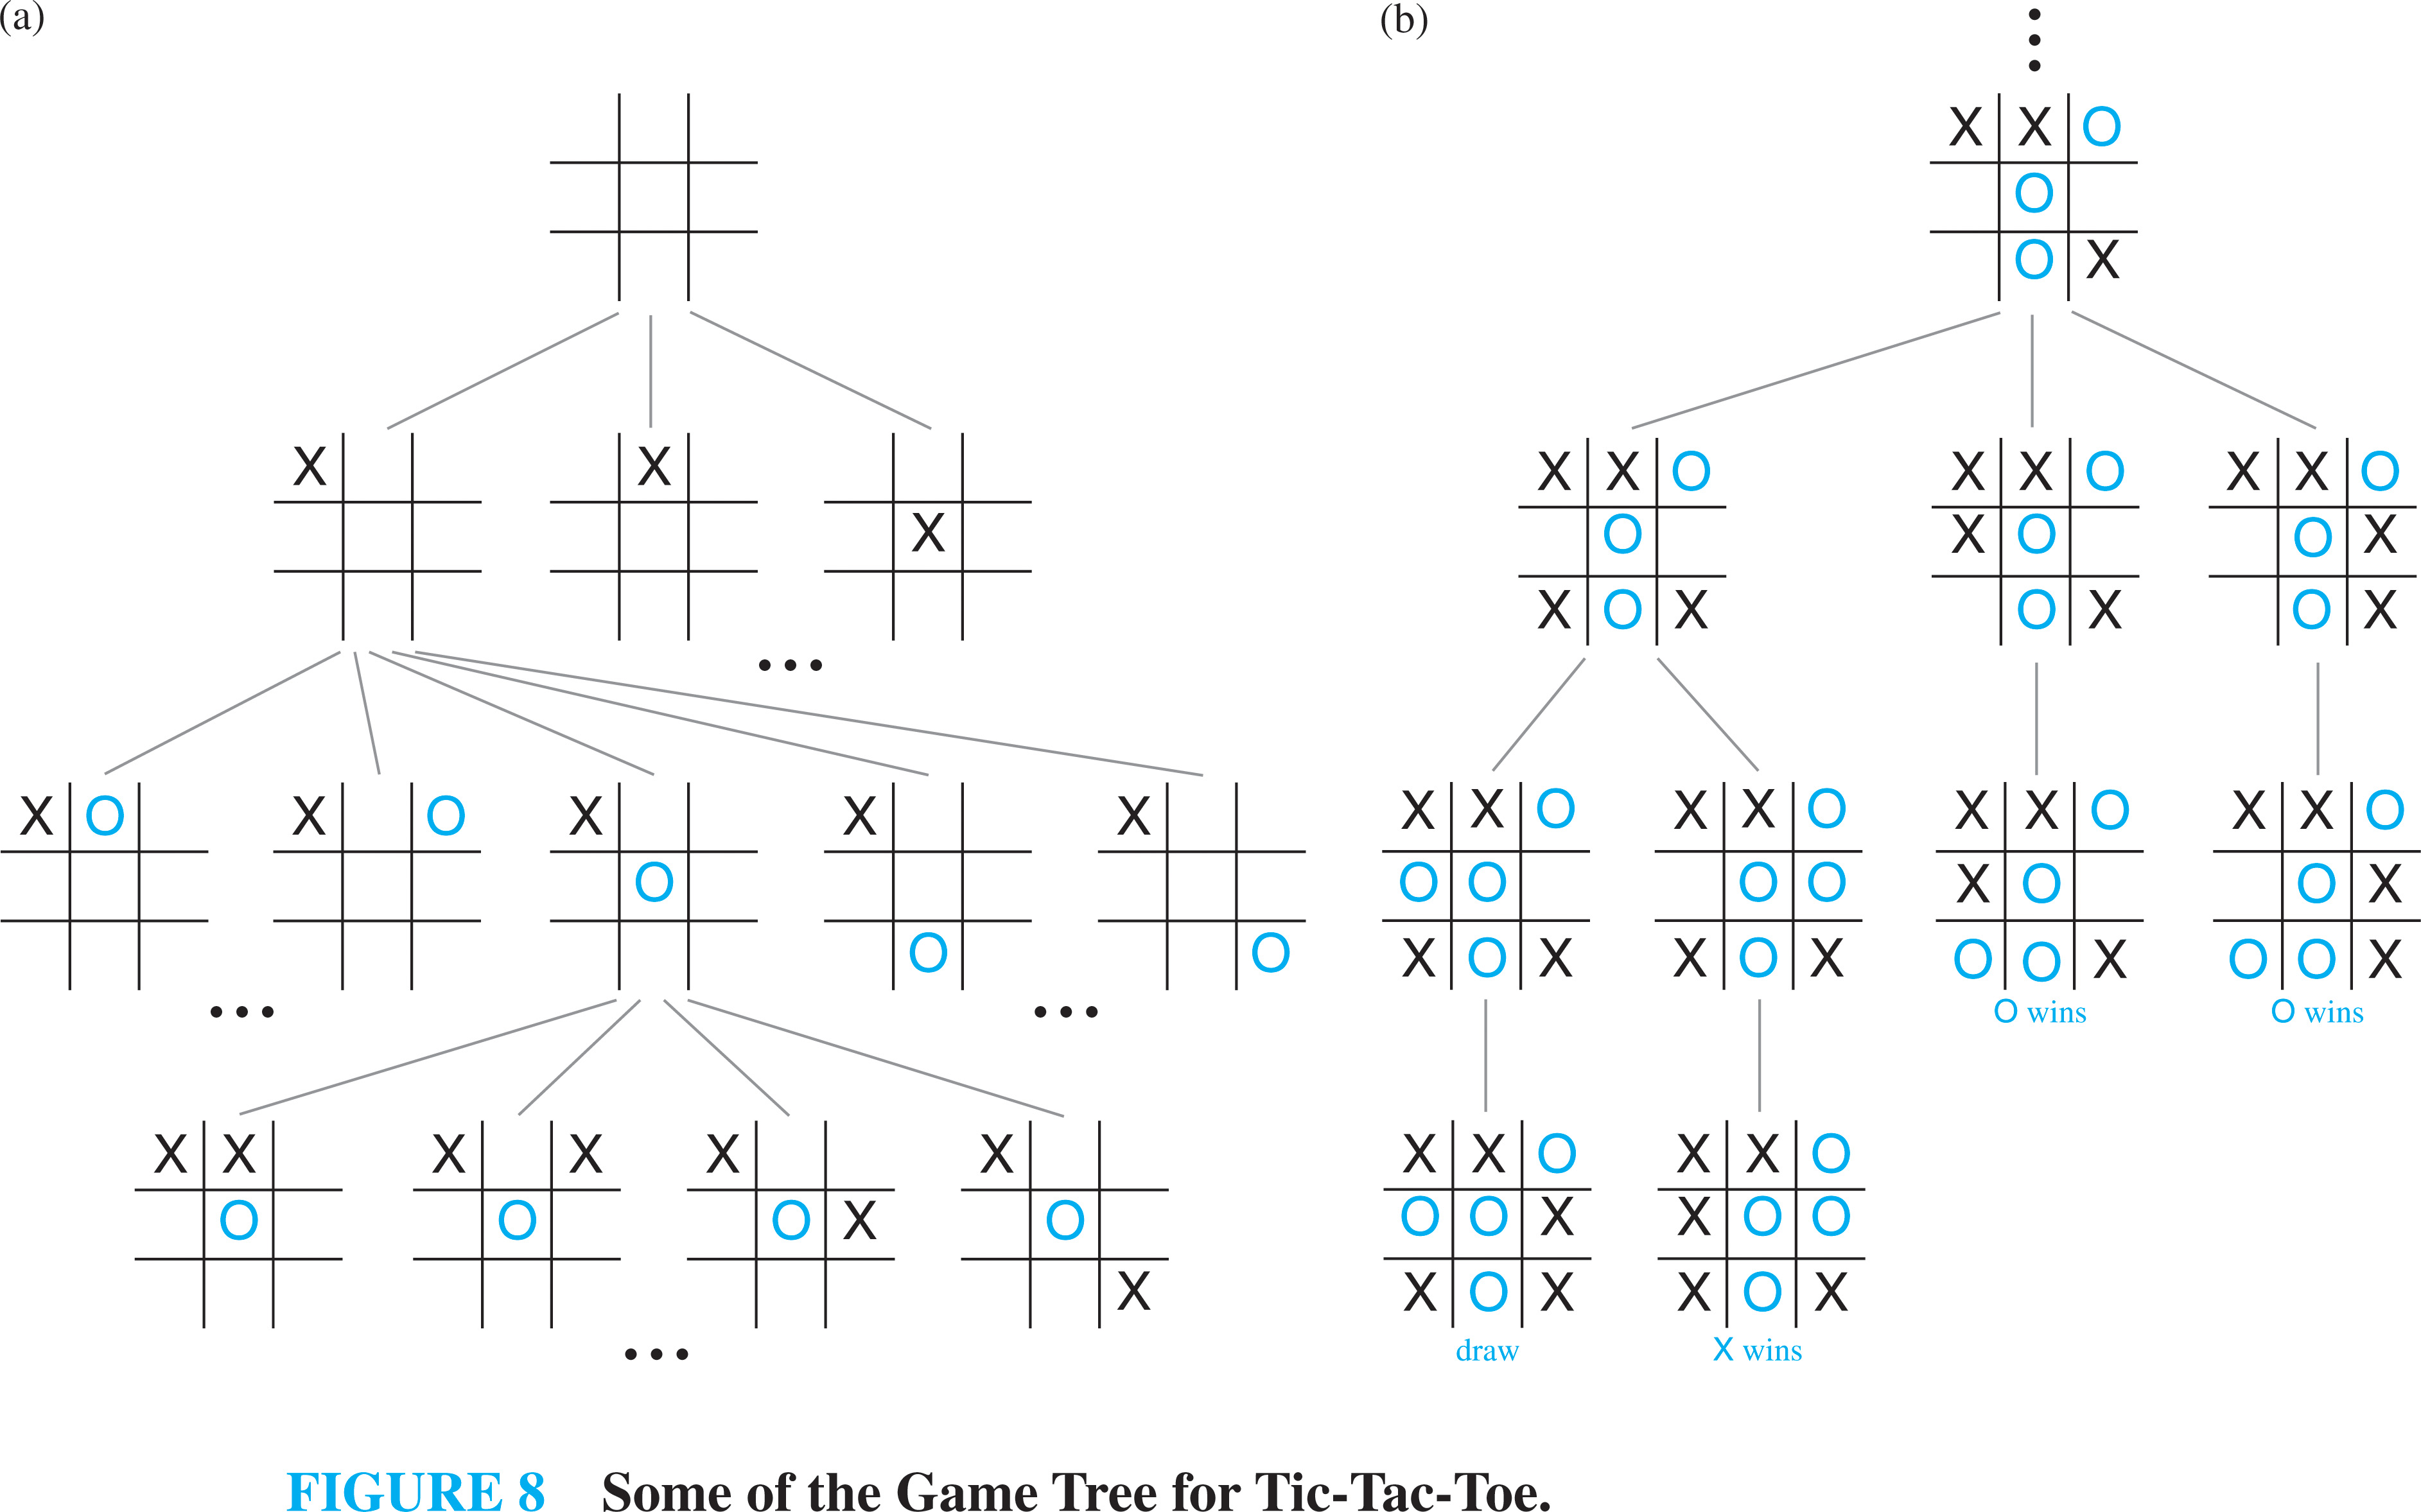 (a) (b)
X X O
O
O X
X X X
X X O X X O X X O
O X O O X
X O X O X O X
X O X O X X X
O
O O
X X O X X O X X O X X O
O O O O X O O X
X O X X O X O O X O O X
O wins O wins
X X X X X X
O O O X O
X
X X O X X O
O O X X O O
X O X X O X
draw X wins
FIGURE 8 Some of the Game Tree for Tic-Tac-Toe.